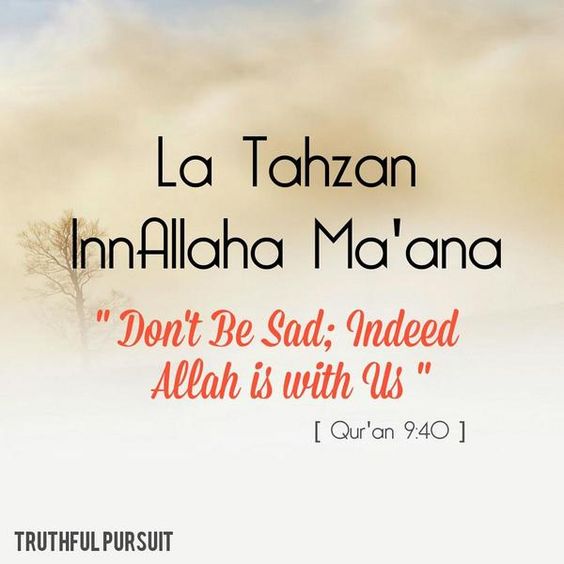 La Tahzan
InnAllaha Ma'ana
" Don't Be Sad; Indeed
Allah is with Us "
[ Qur'an 9:40 ]
TRUTHFUL PURSUIT